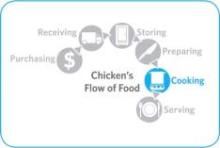 Receiving
Storing
Purchasing
$
Preparing
Chicken's
Flow of Food
Cooking
Serving